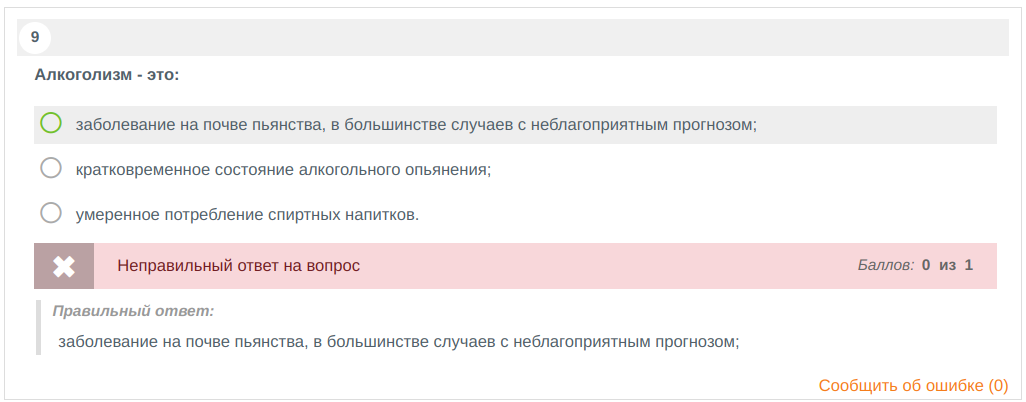 9
Алкоголизм - это:
заболевание на почве пьянства, в большинстве случаев с неблагоприятным прогнозом;
кратковременное состояние алкогольного опьянения;
умеренное потребление спиртных напитков.
Неправильный ответ на вопрос Баллов: 0 из 1
Правильный ответ:
заболевание на почве пьянства, в большинстве случаев с неблагоприятным прогнозом;
Сообщить об ошибке (0)